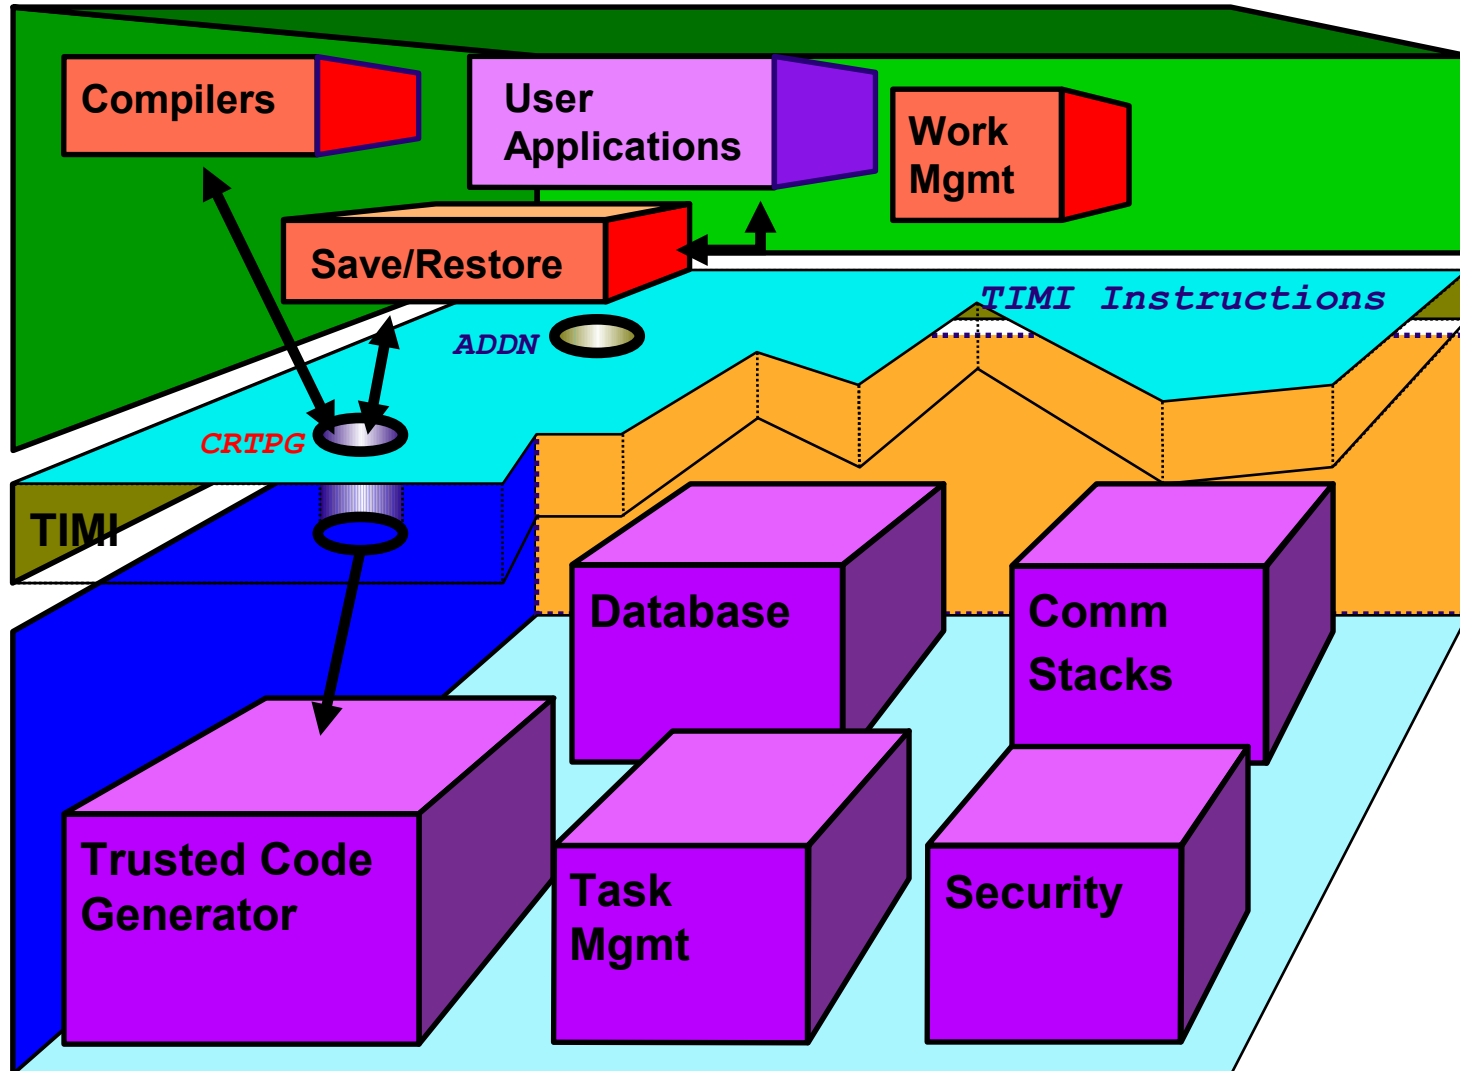 Compilers
User
Applications
Work
Mgmt
Save/Restore
TIMI Instructions
ADDN
CRTPG
TIMI
Database
Comm
Stacks
Trusted Code
Generator
Task
Mgmt
Security